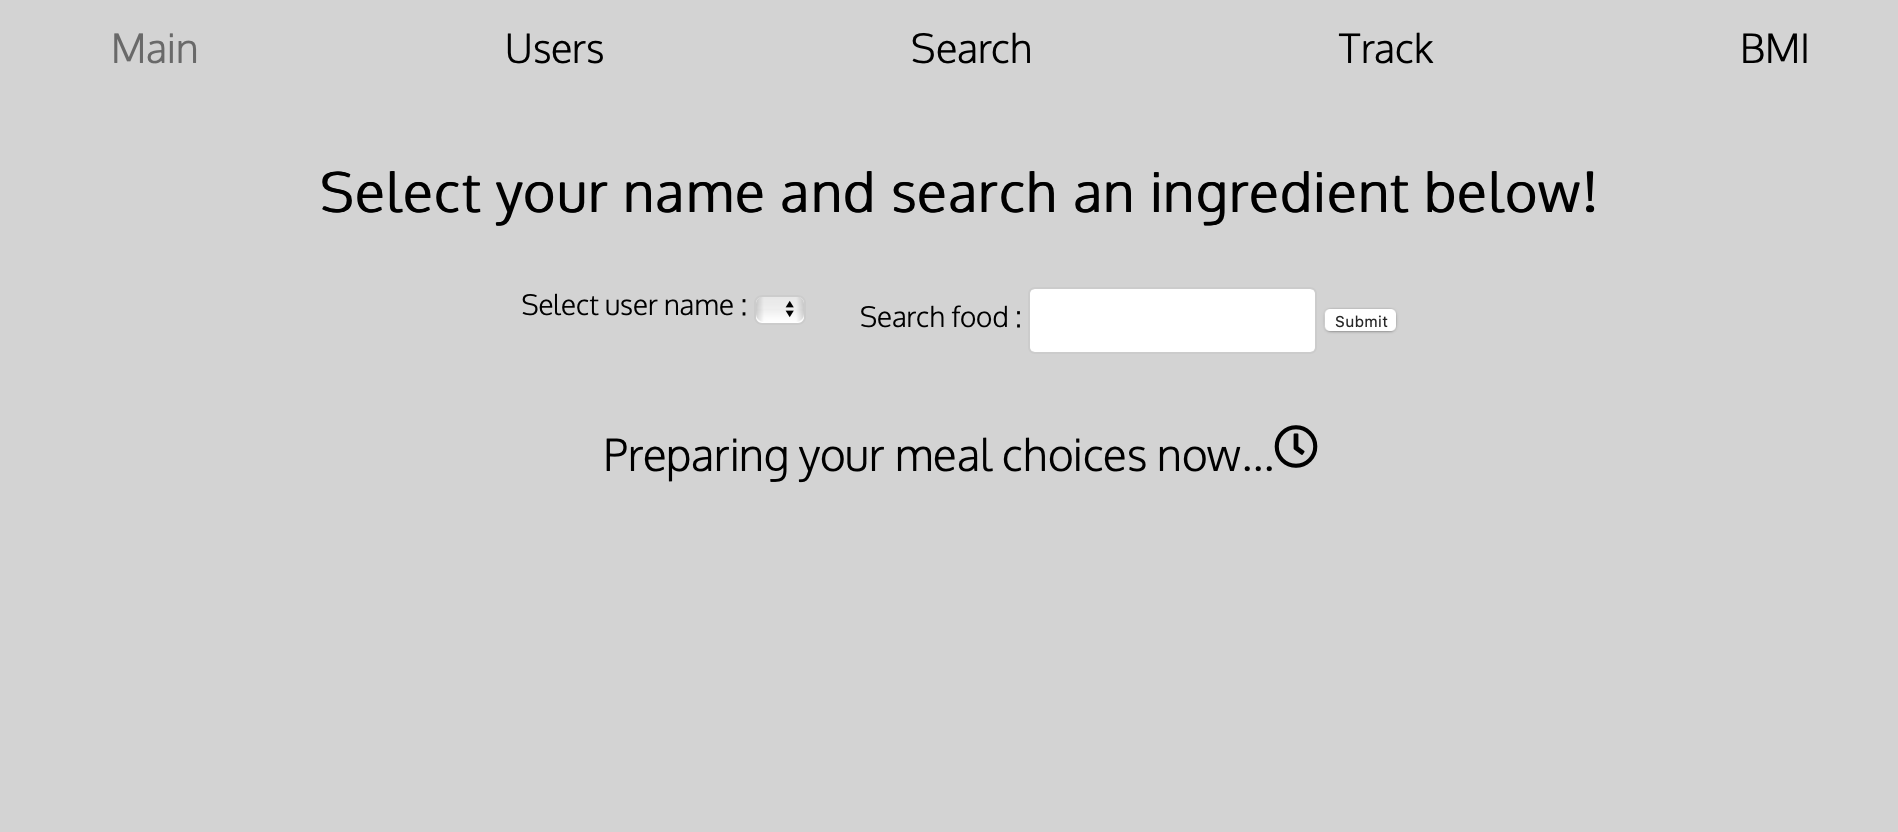 Main Users Search Track BMI
Select your name and search an ingredient below!
Select user name : Search food : Submit
Preparing your meal choices now...